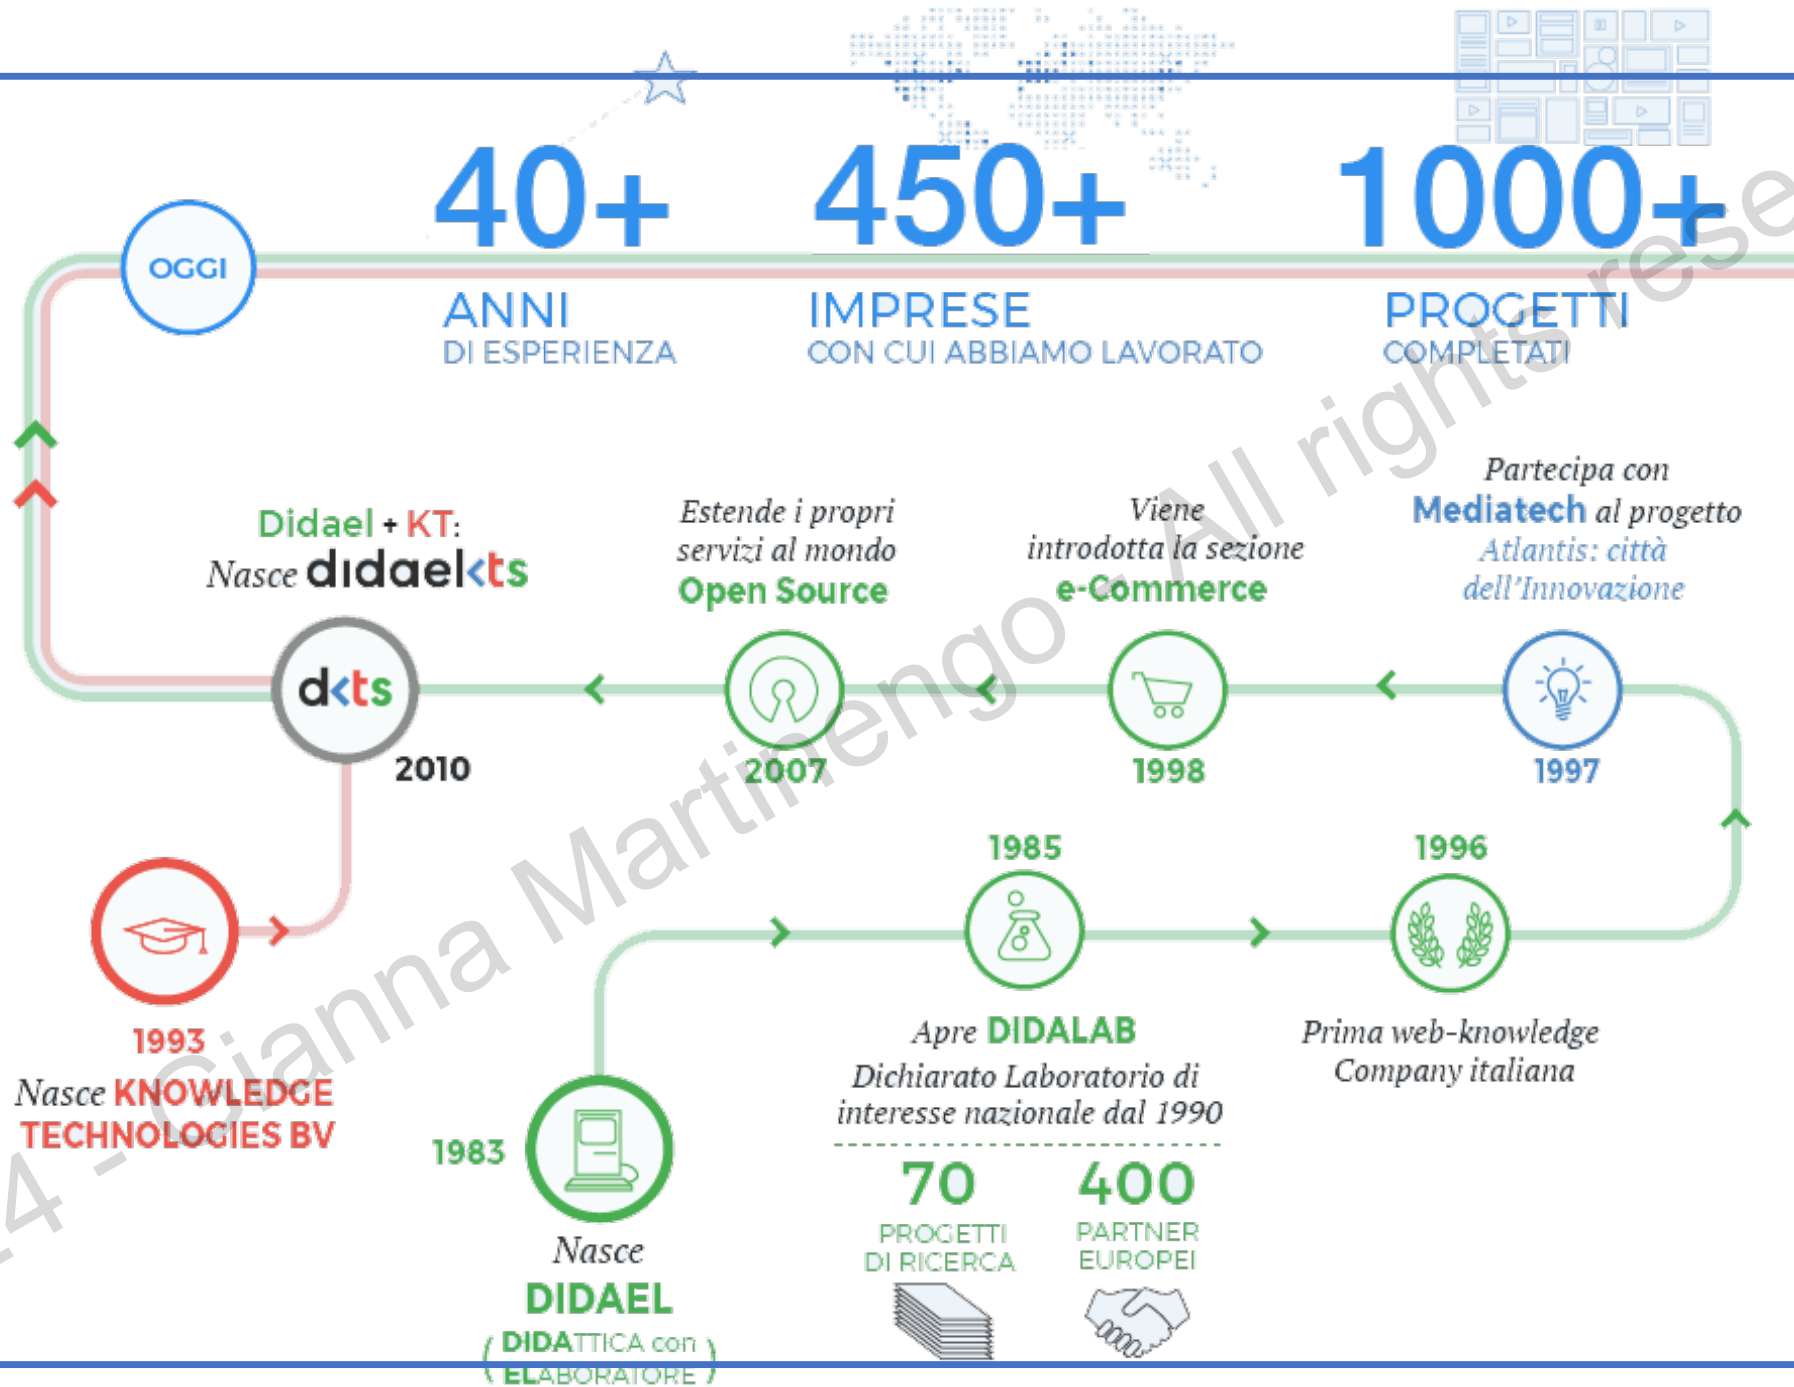 40+
450+
1000+
OGGI
ANNI
DI ESPERIENZA
IMPRESE
CON CUI ABBIAMO LAVORATO
PROGETTI
COMPLETATI
Didael + KT:
Nasce didaelkts
Estende i propri
servizi al mondo
Open Source
Viene
introdotta la sezione
e-Commerce
Partecipa con
Mediatech al progetto
Atlantis: città
dell'Innovazione
dkts
2010
2007
1998
1997
1993
Nasce KNOWLEDGE
TECHNOLOGIES BV
1983
Nasce
DIDAEL
( DIDATTICA con
ELABORATORE )
1985
Apre DIDALAB
Dichiarato Laboratorio di
interesse nazionale dal 1990
70
PROGETTI
DI RICERCA
400
PARTNER
EUROPEI
1996
Prima web-knowledge
Company italiana
4 - Gianna Martinengo - All rights rese